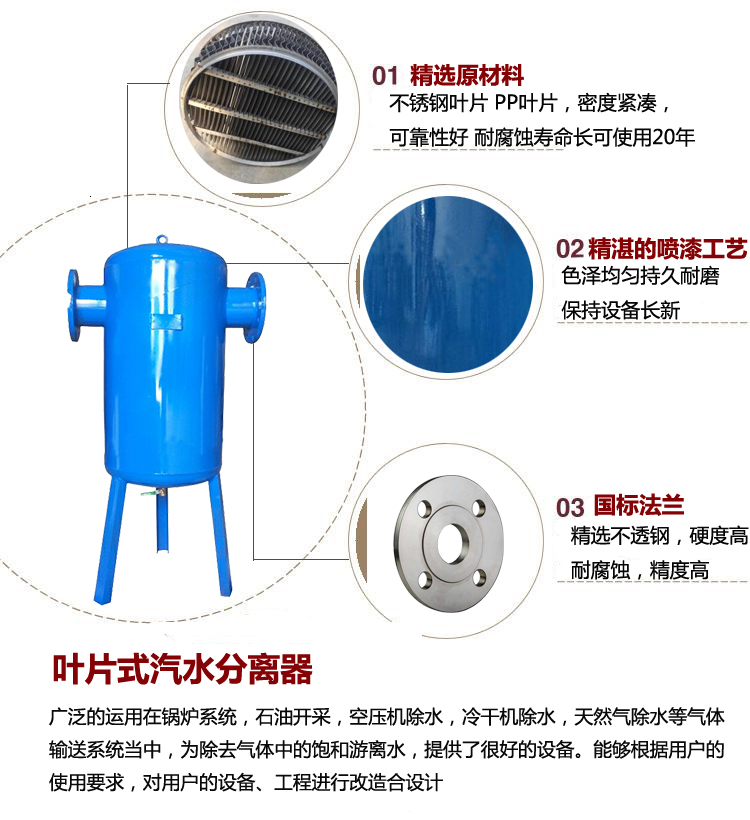 01 精选原材料
不锈钢叶片 PP叶片，密度紧凑，
可靠性好 耐腐蚀寿命长可使用20年
02 精湛的喷漆工艺
色泽均匀持久耐磨
保持设备长新
03 国标法兰
精选不透钢，硬度高
耐腐蚀，精度高
叶片式汽水分离器
广泛的运用在锅炉系统，石油开采，空压机除水，冷干机除水，天然气除水等气体
输送系统当中，为除去气体中的饱和游离水，提供了很好的设备。能够根据用户的
使用要求，对用户的设备、工程进行改造合设计